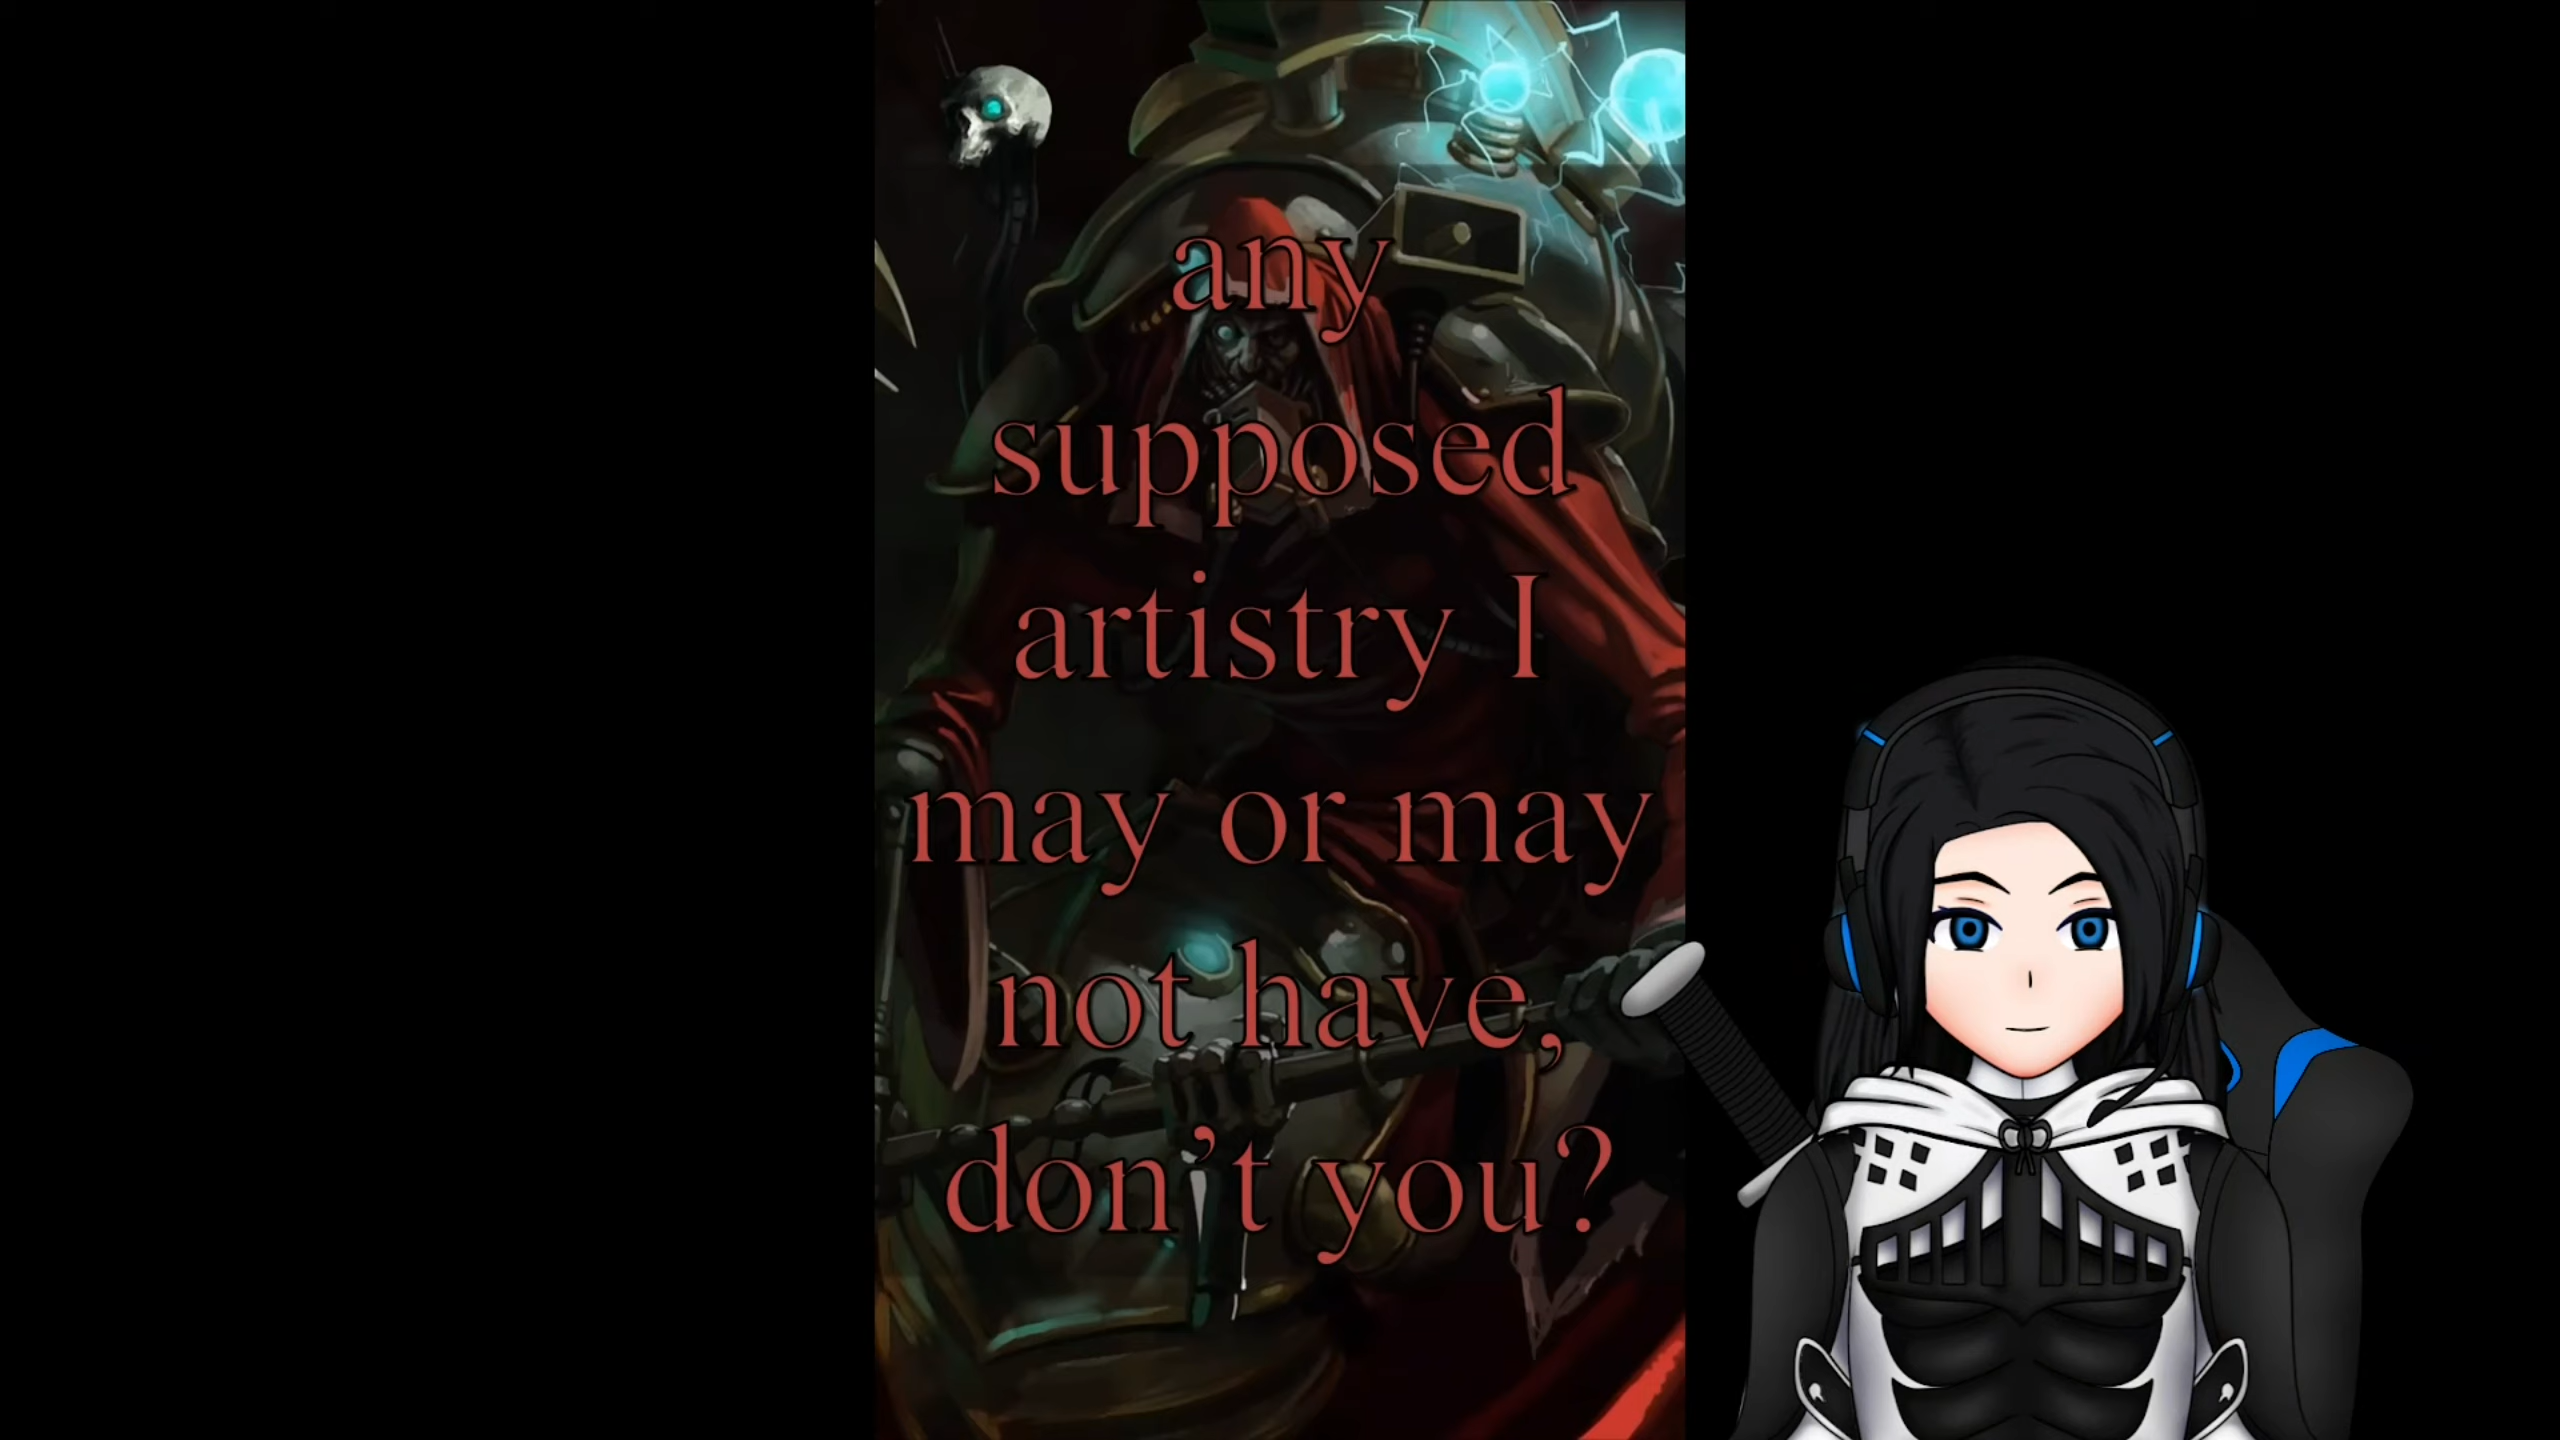 any
supposed
artistry I
may or may
not have,
don't you?